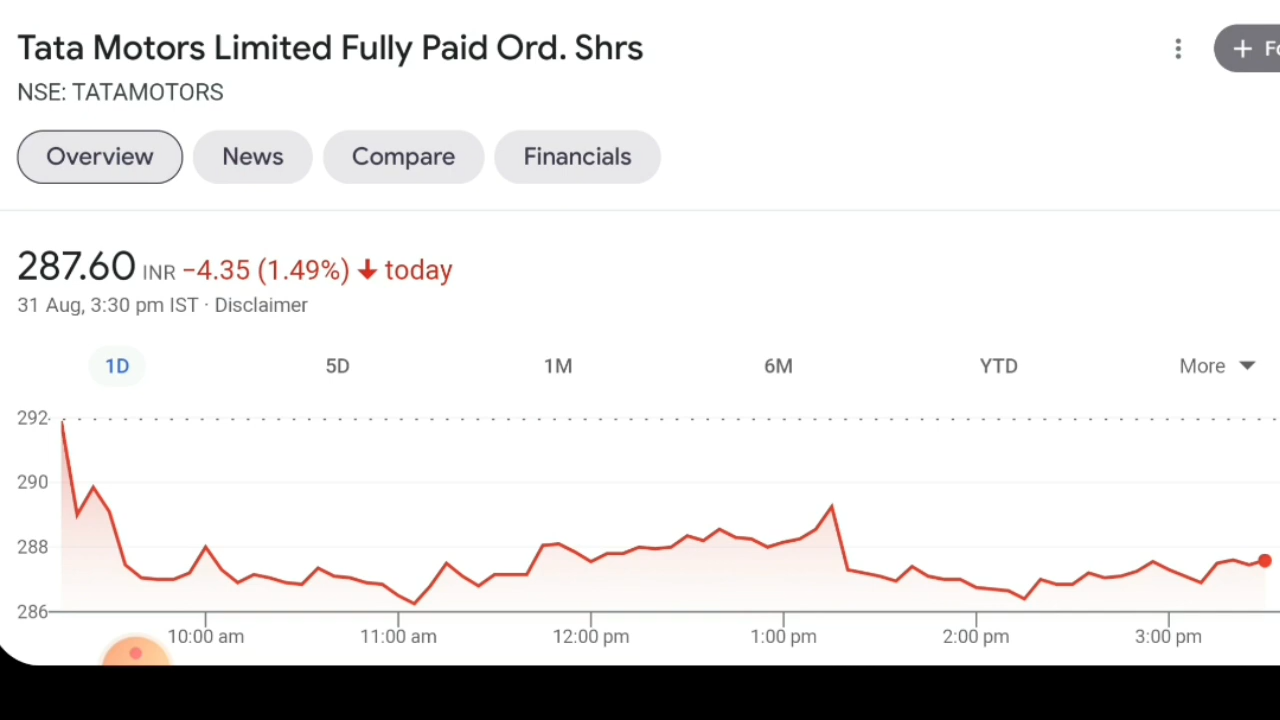 Tata Motors Limited Fully Paid Ord. Shrs
+ Fo
NSE: TATAMOTORS
Overview News Compare Financials
287.60 INR −4.35 (1.49%) ↓ today
31 Aug, 3:30 pm IST · Disclaimer
1D 5D 1M 6M YTD More
292
290
288
286
10:00 am 11:00 am 12:00 pm 1:00 pm 2:00 pm 3:00 pm